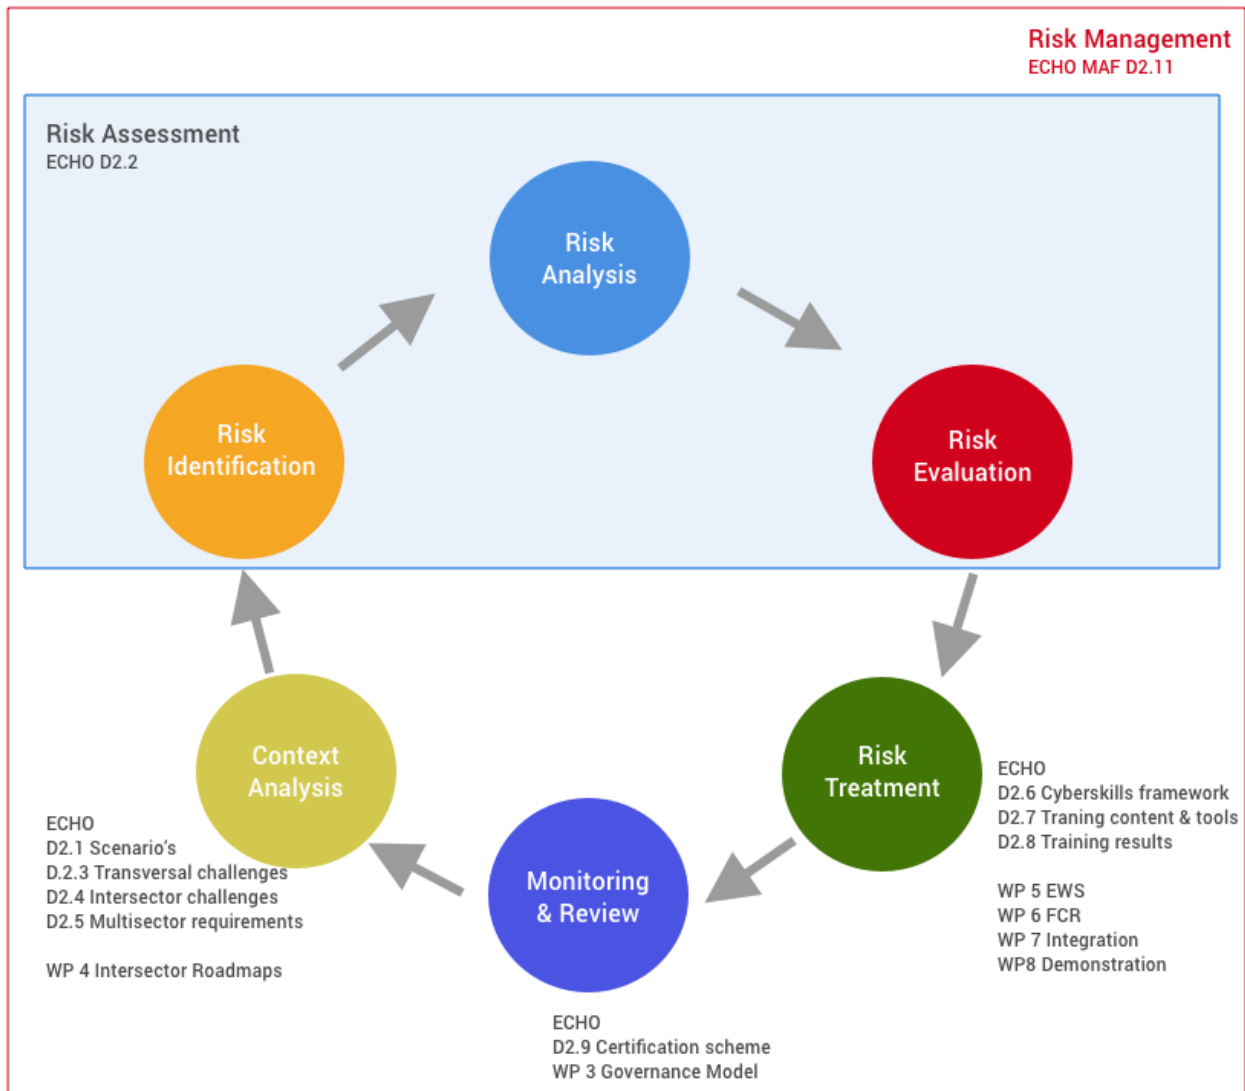 Risk Management
ECHO MAF D2.11
Risk Assessment
ECHO D2.2
Risk
Analysis
Risk
Identification
Risk
Evaluation
Context
Analysis
Risk
Treatment
Monitoring
& Review
ECHO
D2.1 Scenario's
D.2.3 Transversal challenges
D2.4 Intersector challenges
D2.5 Multisector requirements
WP 4 Intersector Roadmaps
ECHO
D2.6 Cyberskills framework
D2.7 Traning content & tools
D2.8 Training results
WP 5 EWS
WP 6 FCR
WP 7 Integration
WP8 Demonstration
ECHO
D2.9 Certification scheme
WP 3 Governance Model